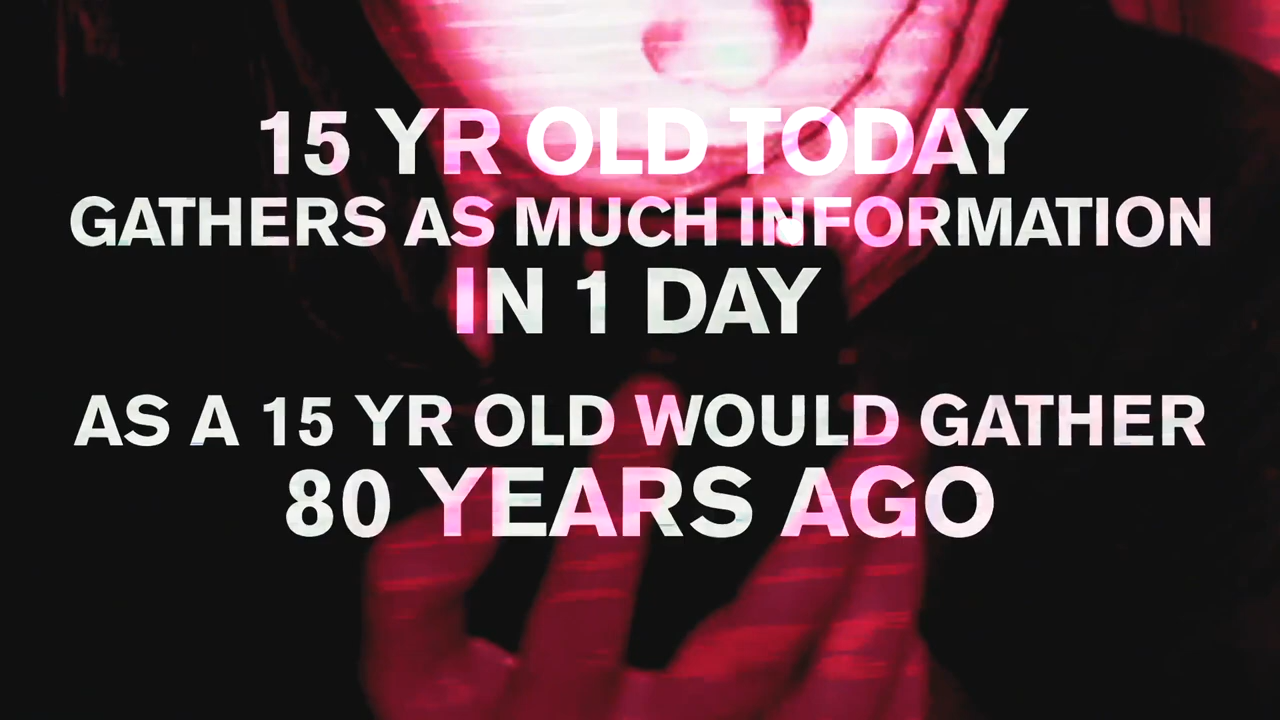 15 YR OLD TODAY
GATHERS AS MUCH INFORMATION
IN 1 DAY
AS A 15 YR OLD WOULD GATHER
80 YEARS AGO